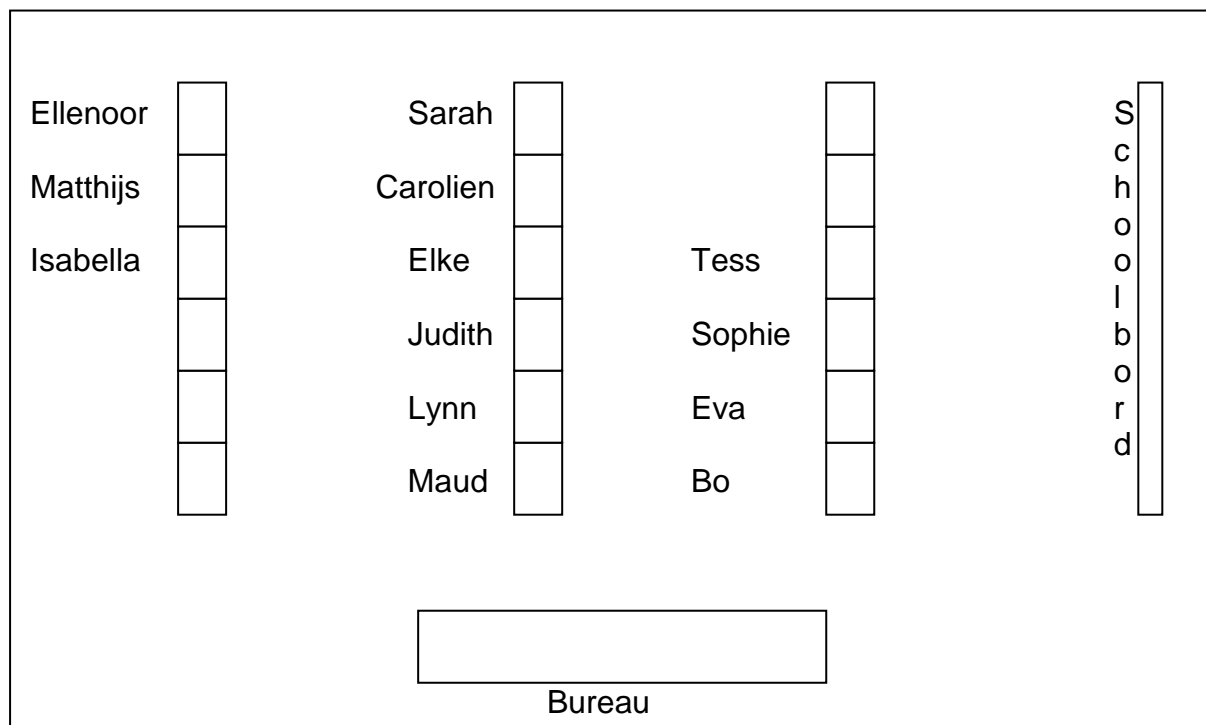 Ellenoor Sarah
Matthijs Carolien
Isabella Elke Tess
Judith Sophie
Lynn Eva
Maud Bo
Schoolbord
Bureau